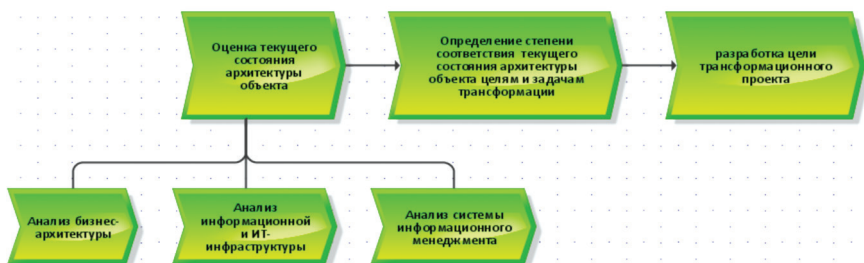 Оценка текущего
состояния
архитектуры
объекта
Определение степени
соответствия текущего
состояния архитектуры
объекта целям и задачам
трансформации
разработка цели
трансформационного
проекта
Анализ бизнес-
архитектуры
Анализ
информационной
и ИТ-
инфраструктуры
Анализ системы
информационного
менеджмента